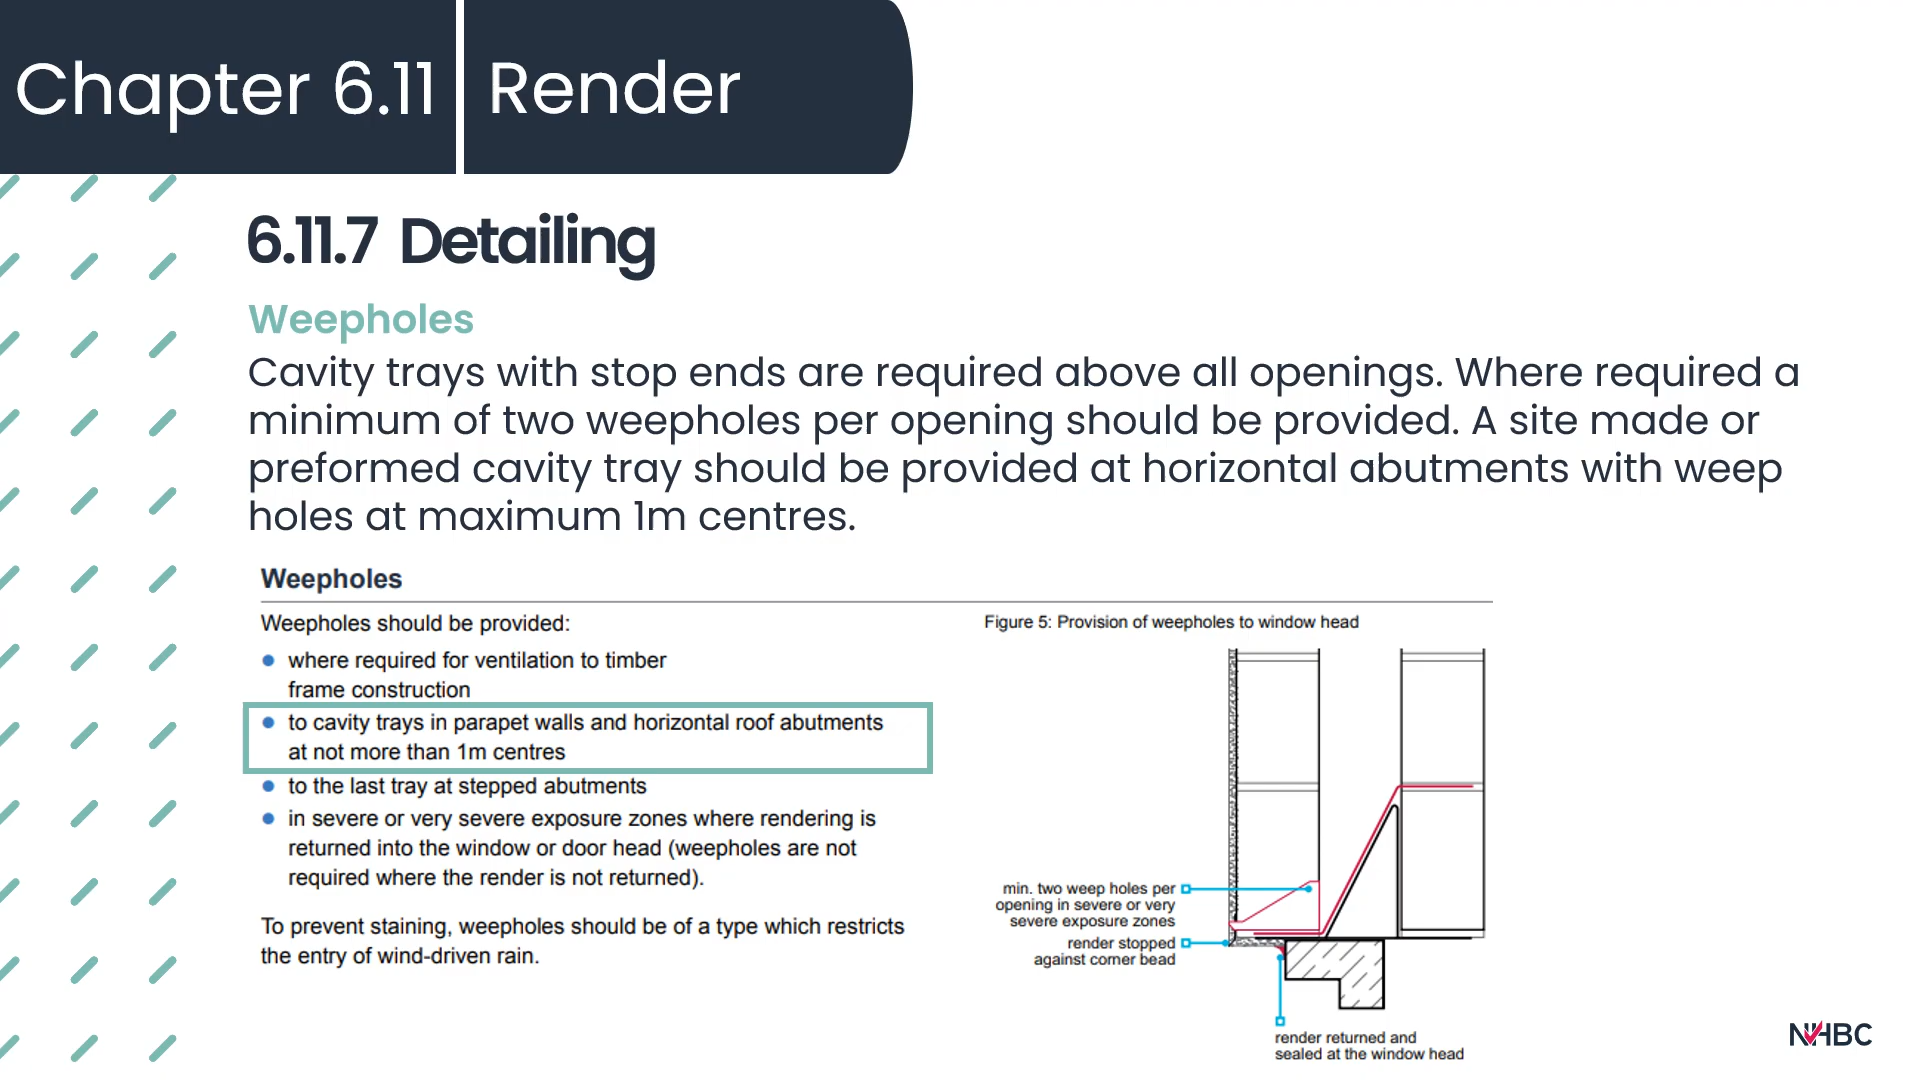 Chapter 6.11
Render
6.11.7 Detailing
Weepholes
Cavity trays with stop ends are required above all openings. Where required a
minimum of two weepholes per opening should be provided. A site made or
preformed cavity tray should be provided at horizontal abutments with weep
holes at maximum 1m centres.
Weepholes
Weepholes should be provided:
where required for ventilation to timber
frame construction
to cavity trays in parapet walls and horizontal roof abutments
at not more than 1m centres
to the last tray at stepped abutments
in severe or very severe exposure zones where rendering is
returned into the window or door head (weepholes are not
required where the render is not returned).
To prevent staining, weepholes should be of a type which restricts
the entry of wind-driven rain.
Figure 5: Provision of weepholes to window head
min. two weep holes per
opening in severe or very
severe exposure zones
render stopped
against corner bead
render returned and
sealed at the window head
NHBC